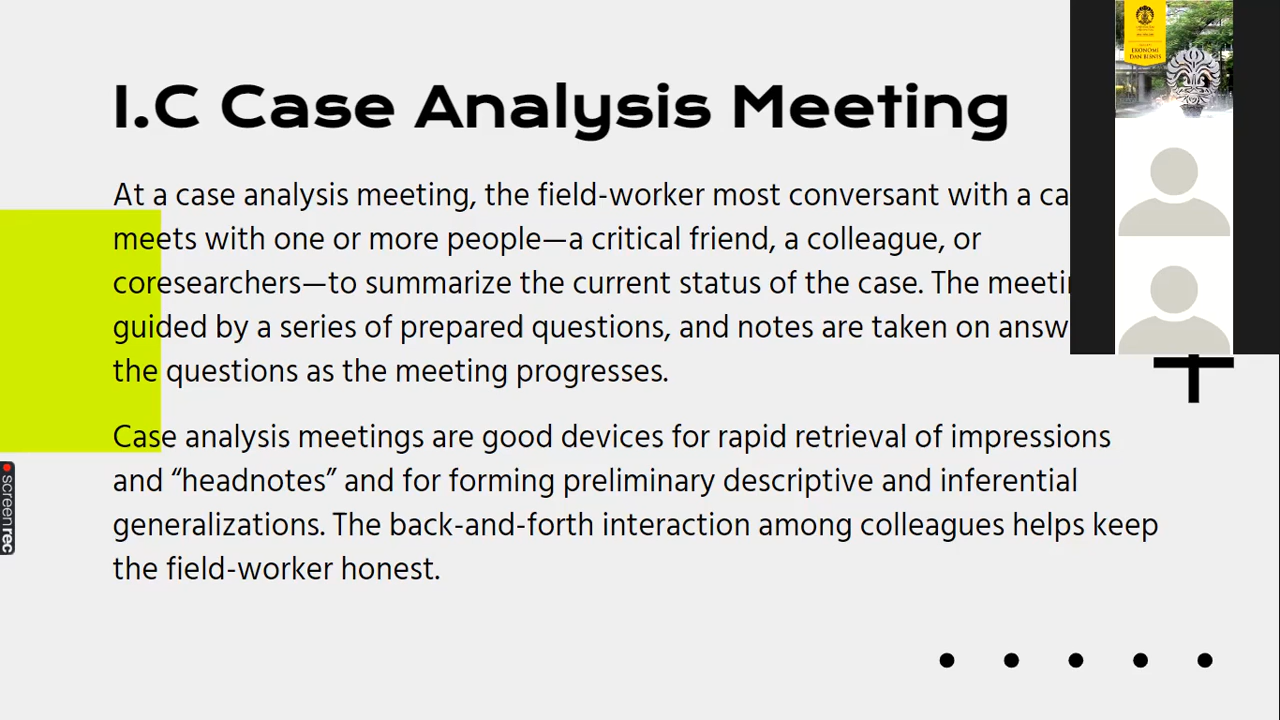 I.C Case Analysis Meeting
At a case analysis meeting, the field-worker most conversant with a
meets with one or more people—a critical friend, a colleague, or
coresearchers—to summarize the current status of the case. The
guided by a series of prepared questions, and notes are taken on
the questions as the meeting progresses.
Case analysis meetings are good devices for rapid retrieval of impressions
and “headnotes” and for forming preliminary descriptive and inferential
generalizations. The back-and-forth interaction among colleagues helps keep
the field-worker honest.
screenrec
EKONOMI
DAN BISNIS